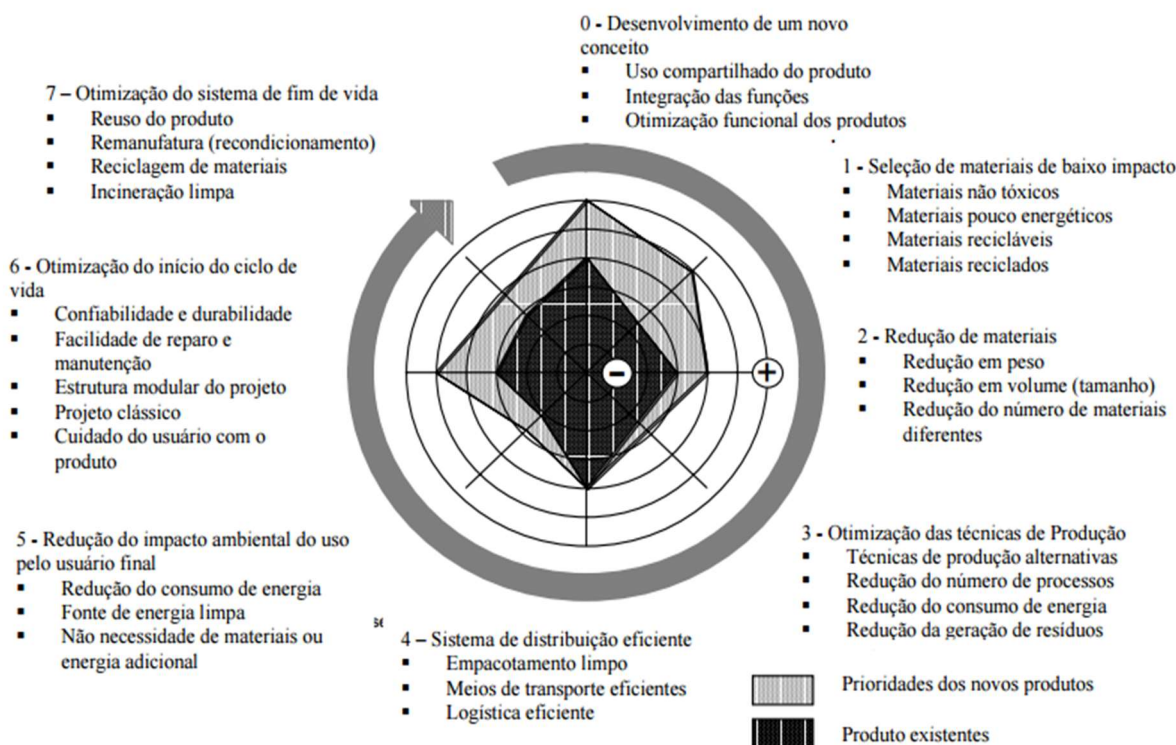 0 - Desenvolvimento de um novo
conceito
▪ Uso compartilhado do produto
▪ Integração das funções
▪ Otimização funcional dos produtos
1 - Seleção de materiais de baixo impacto
▪ Materiais não tóxicos
▪ Materiais pouco energéticos
▪ Materiais recicláveis
▪ Materiais reciclados
2 - Redução de materiais
▪ Redução em peso
▪ Redução em volume (tamanho)
▪ Redução do número de materiais
diferentes
3 - Otimização das técnicas de Produção
▪ Técnicas de produção alternativas
▪ Redução do número de processos
▪ Redução do consumo de energia
▪ Redução da geração de resíduos
4 – Sistema de distribuição eficiente
▪ Empacotamento limpo
▪ Meios de transporte eficientes
▪ Logística eficiente
5 - Redução do impacto ambiental do uso
pelo usuário final
▪ Redução do consumo de energia
▪ Fonte de energia limpa
▪ Não necessidade de materiais ou
energia adicional
6 - Otimização do início do ciclo de
vida
▪ Confiabilidade e durabilidade
▪ Facilidade de reparo e
manutenção
▪ Estrutura modular do projeto
▪ Projeto clássico
▪ Cuidado do usuário com o
produto
7 – Otimização do sistema de fim de vida
▪ Reuso do produto
▪ Remanufatura (recondicionamento)
▪ Reciclagem de materiais
▪ Incineração limpa
-
+
Prioridades dos novos produtos
Produto existentes